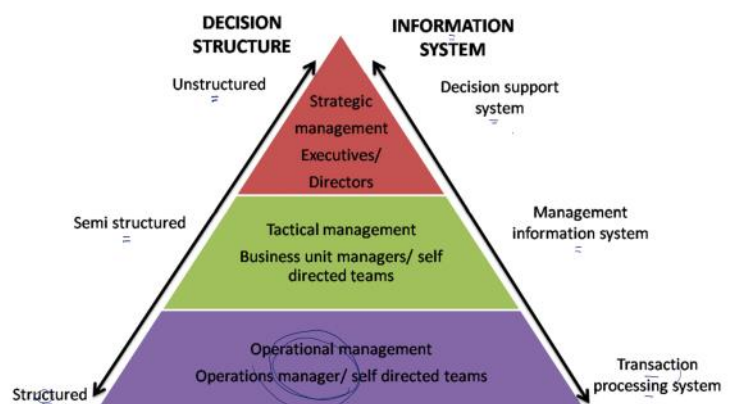 DECISION
STRUCTURE
INFORMATION
SYSTEM
Unstructured
Decision support
system
Strategic
management
Executives/
Directors
Semi structured
Tactical management
Business unit managers/ self
directed teams
Management
information system
Operational management
Operations manager/ self directed teams
Structured
Transaction
processing system